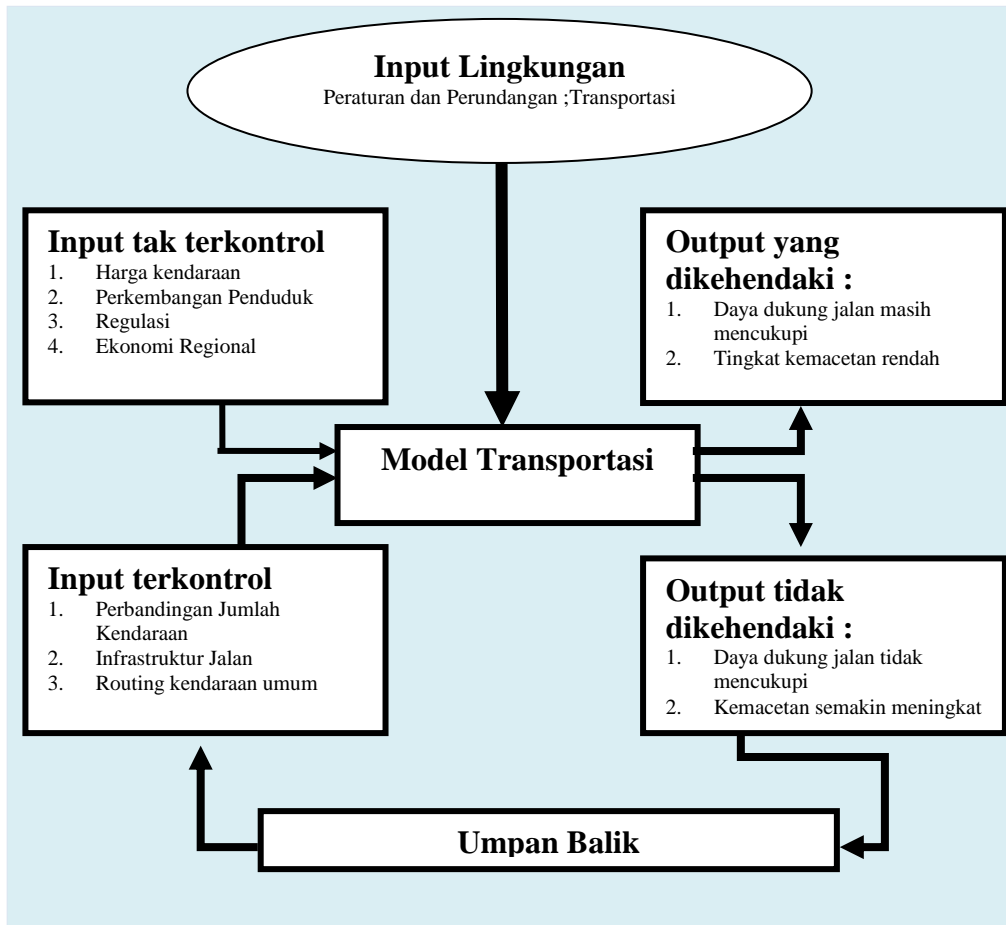 Input Lingkungan
Peraturan dan Perundangan ;Transportasi
Input tak terkontrol
1. Harga kendaraan
2. Perkembangan Penduduk
3. Regulasi
4. Ekonomi Regional
Output yang
dikehendaki :
1. Daya dukung jalan masih
mencukupi
2. Tingkat kemacetan rendah
Model Transportasi
Input terkontrol
1. Perbandingan Jumlah
Kendaraan
2. Infrastruktur Jalan
3. Routing kendaraan umum
Output tidak
dikehendaki :
1. Daya dukung jalan tidak
mencukupi
2. Kemacetan semakin meningkat
Umpan Balik